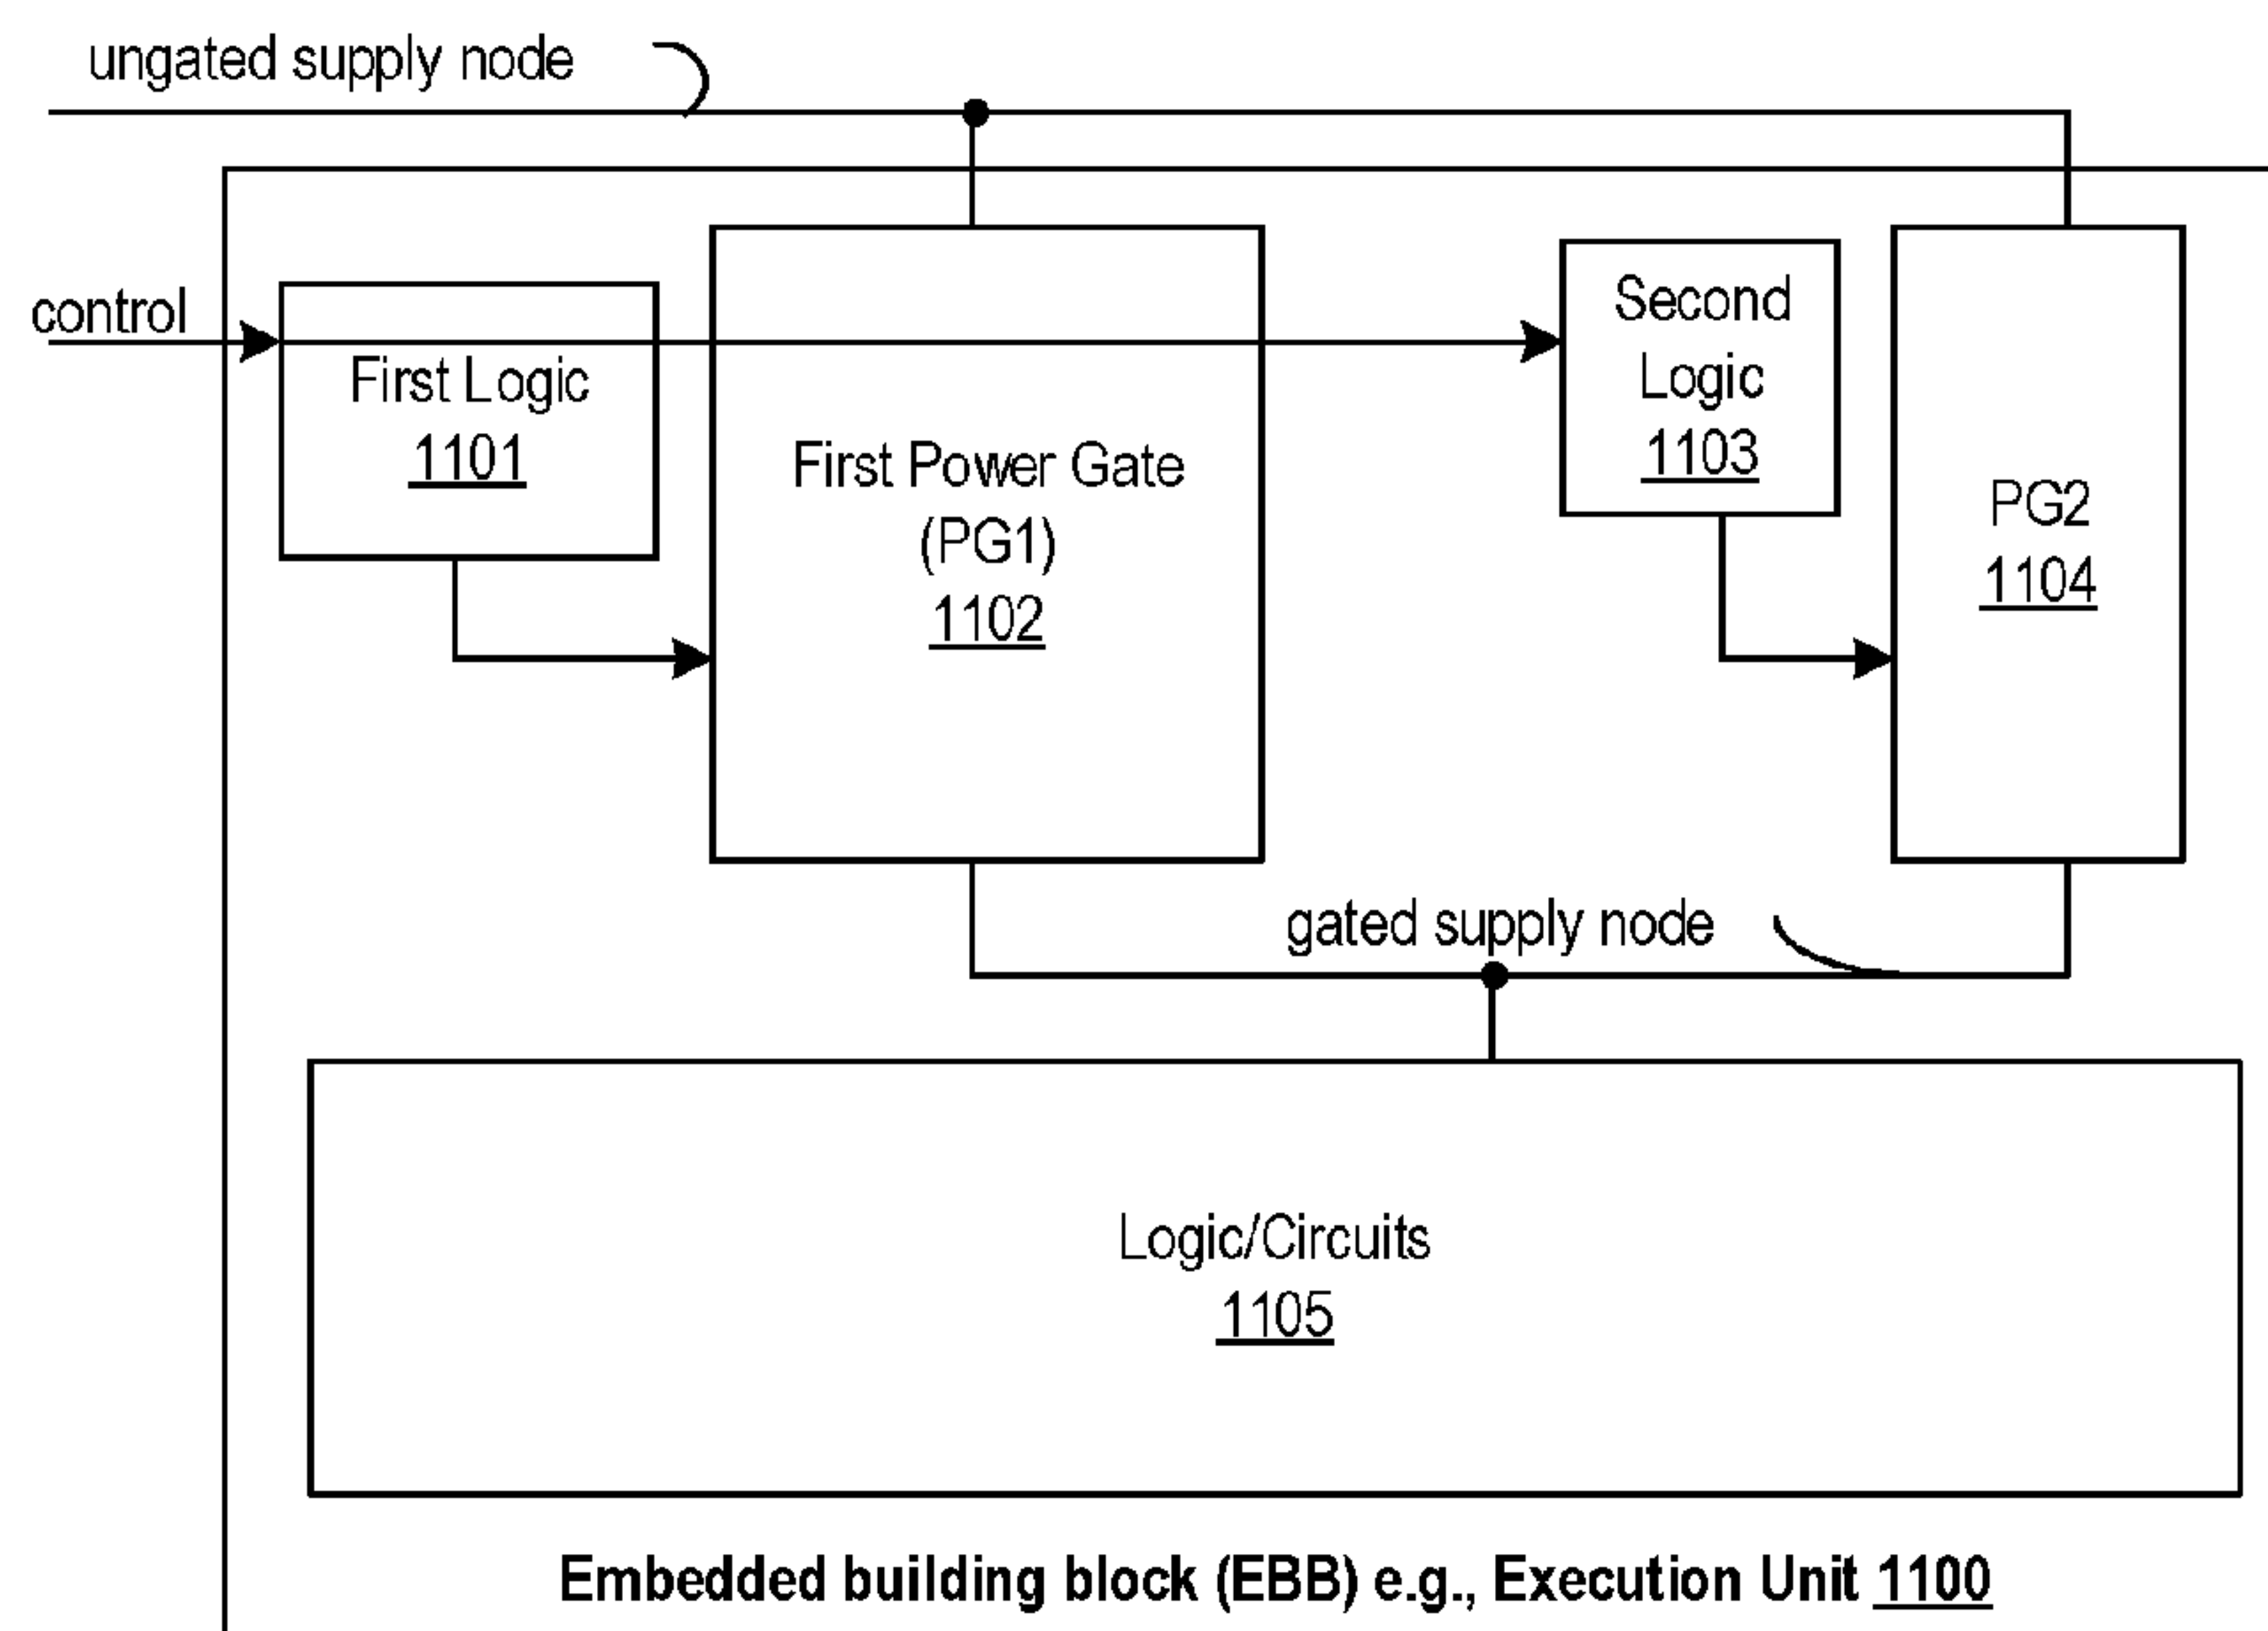 ungated supply node
control
First Logic
1101
First Power Gate
(PG1)
1102
Second
Logic
1103
PG2
1104
gated supply node
Logic/Circuits
1105
Embedded building block (EBB) e.g., Execution Unit 1100